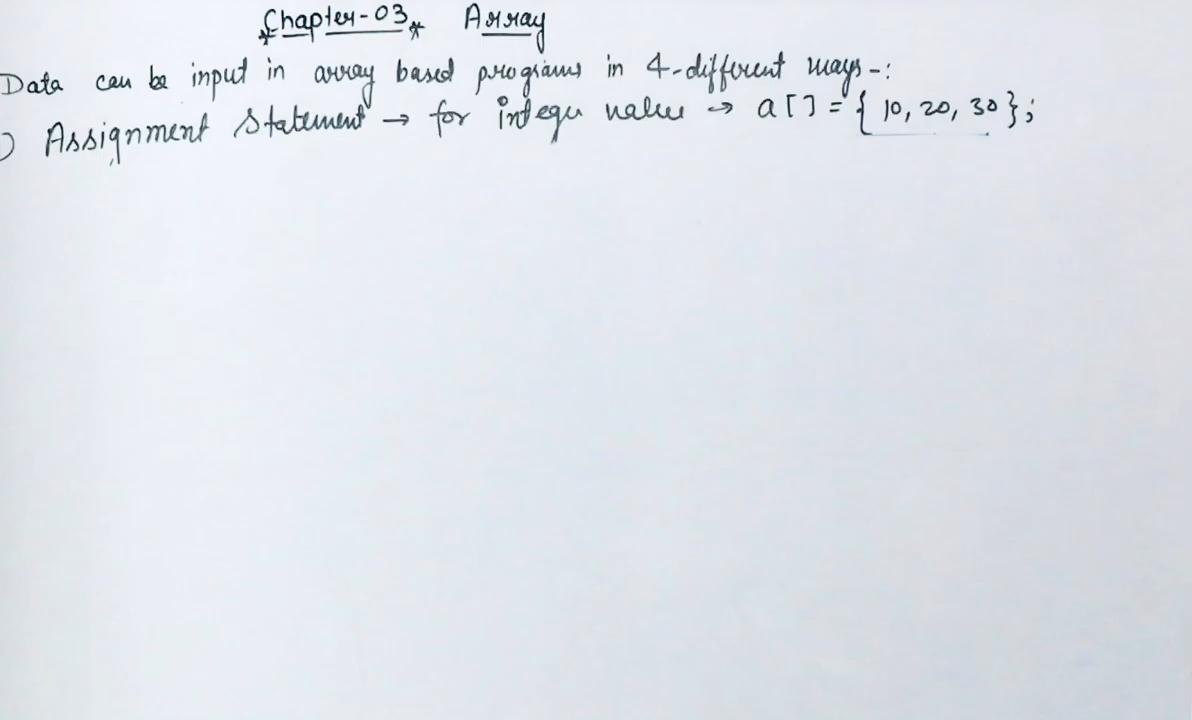 *Chapter-03* Array
Data can be input in array based programs in 4-different ways-:
) Assignment Statement → for integer value → a[] = { 10, 20, 30 };